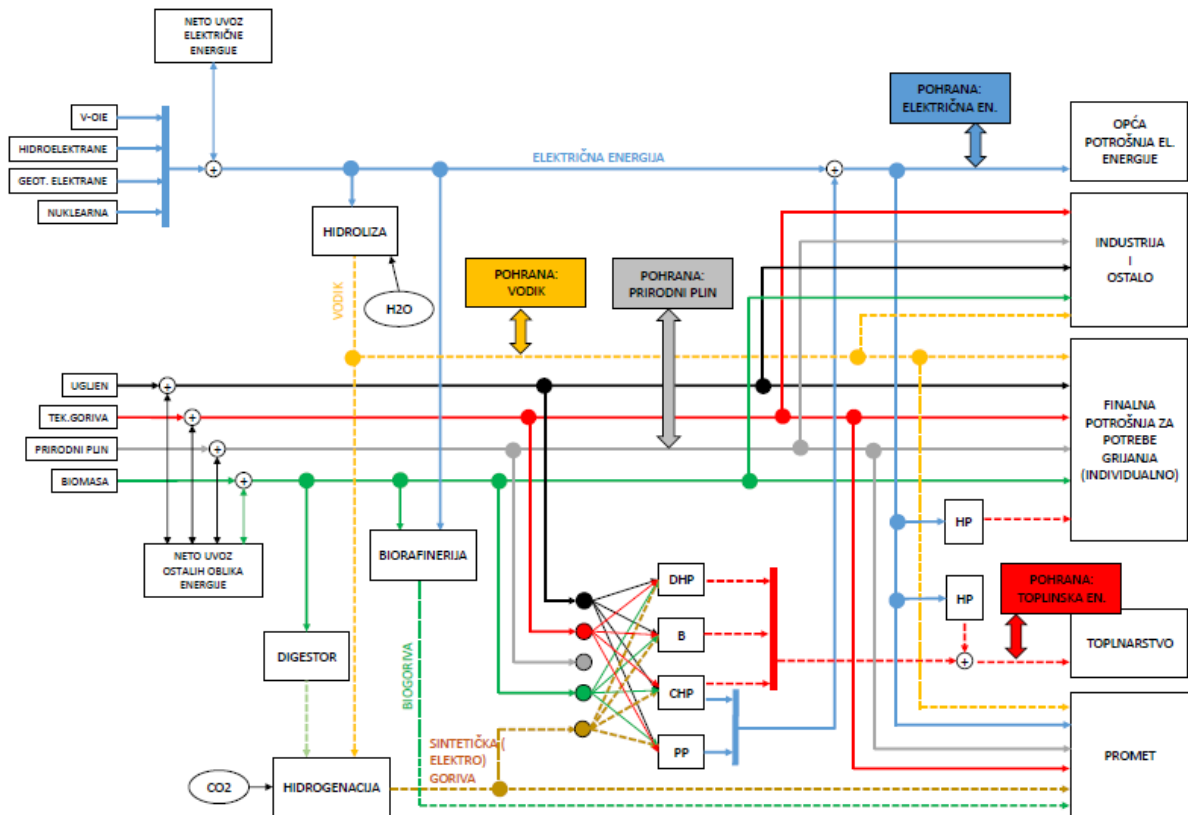 NETO UVOZ
ELEKTRIČNE
ENERGIJE
POHRANA:
ELEKTRIČNA EN.
OPĆA
POTROŠNJA EL.
ENERGIJE
V-OIE
HIDROELEKTRANE
GEOT. ELEKTRANE
NUKLEARNA
+
ELEKTRIČNA ENERGIJA
+
HIDROLIZA
H2O
VODIK
POHRANA:
VODIK
POHRANA:
PRIRODNI PLIN
INDUSTRIJA
I
OSTALO
UGLJEN
+
TEK.GORIVA
+
PRIRODNI PLIN
+
BIOMASA
+
FINALNA
POTROŠNJA ZA
POTREBE
GRIJANJA
(INDIVIDUALNO)
NETO UVOZ
OSTALIH OBLIKA
ENERGIJE
BIORAFINERIJA
HP
DHP
B
CHP
PP
HP
POHRANA:
TOPLINSKA EN.
+
TOPLNARSTVO
DIGESTOR
BIOGORIVA
SINTETIČKA (
ELEKTRO)
GORIVA
CO2
HIDROGENACIJA
PROMET